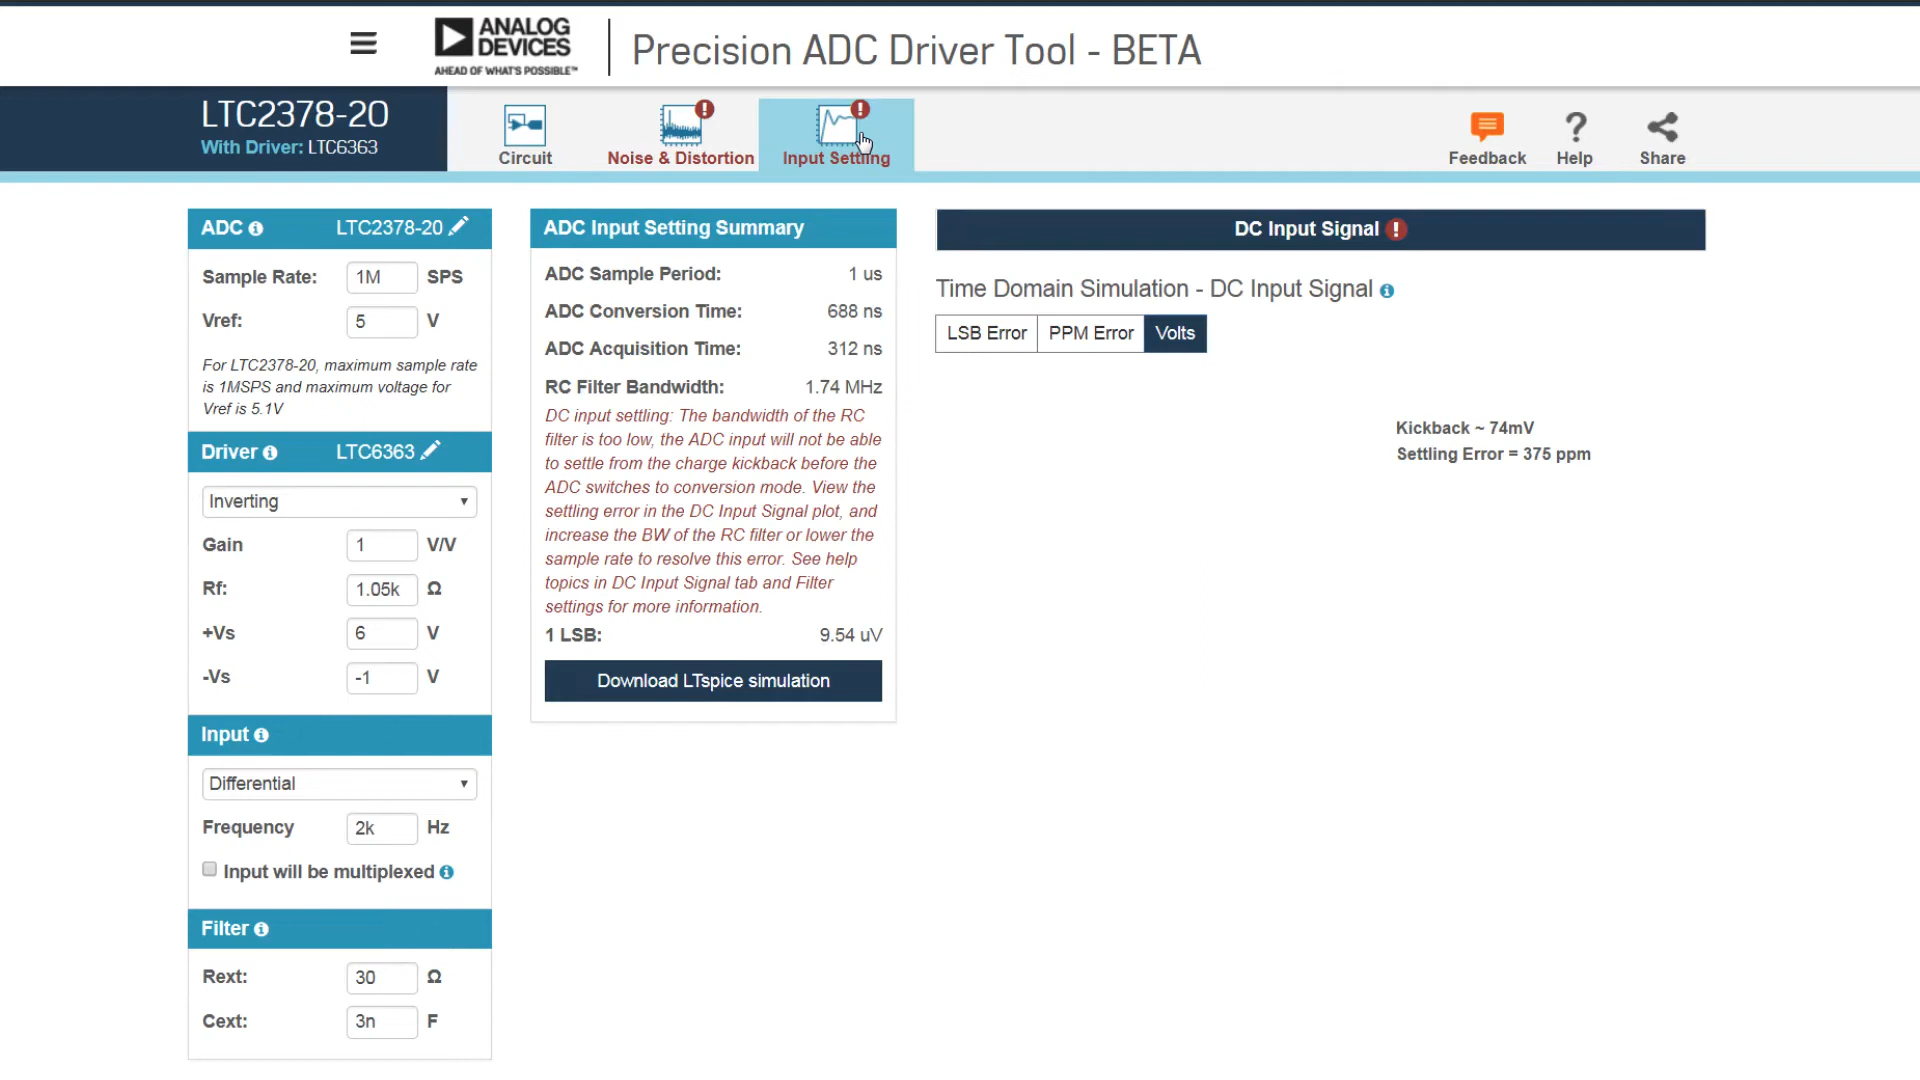 ANALOG
DEVICES
AHEAD OF WHAT'S POSSIBLE™
Precision ADC Driver Tool - BETA
LTC2378-20
With Driver: LTC6363
Circuit
Noise & Distortion
Input Settling
Feedback
Help
Share
ADC
LTC2378-20
Sample Rate: 1M SPS
Vref: 5 V
For LTC2378-20, maximum sample rate
is 1MSPS and maximum voltage for
Vref is 5.1V
Driver
LTC6363
Inverting
Gain 1 V/V
Rf: 1.05k Ω
+Vs 6 V
-Vs -1 V
Input
Differential
Frequency 2k Hz
Input will be multiplexed
Filter
Rext: 30 Ω
Cext: 3n F
ADC Input Setting Summary
ADC Sample Period: 1 us
ADC Conversion Time: 688 ns
ADC Acquisition Time: 312 ns
RC Filter Bandwidth: 1.74 MHz
DC input settling: The bandwidth of the RC
filter is too low, the ADC input will not be able
to settle from the charge kickback before the
ADC switches to conversion mode. View the
settling error in the DC Input Signal plot, and
increase the BW of the RC filter or lower the
sample rate to resolve this error. See help
topics in DC Input Signal tab and Filter
settings for more information.
1 LSB: 9.54 uV
Download LTspice simulation
DC Input Signal
Time Domain Simulation - DC Input Signal
LSB Error
PPM Error
Volts
Kickback ~ 74mV
Settling Error = 375 ppm